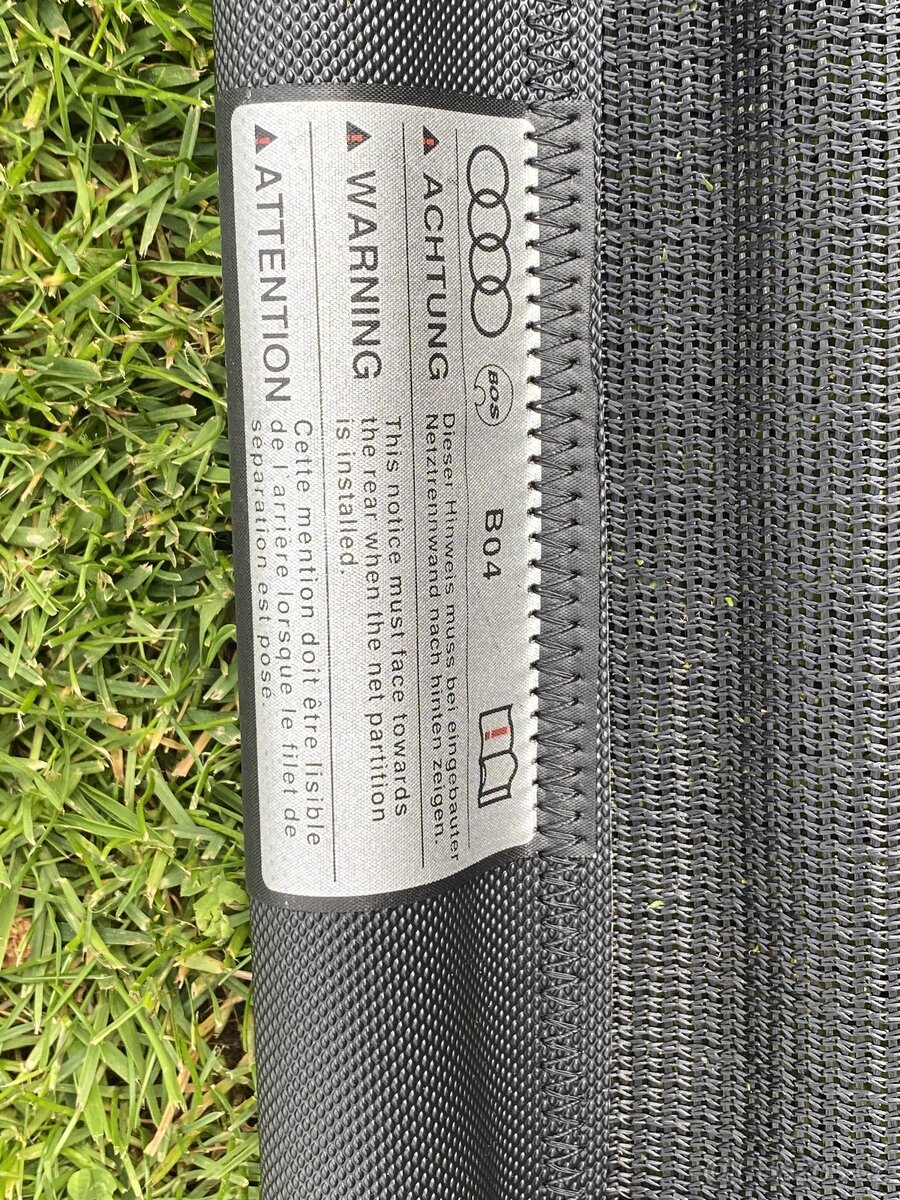 BOS
B04
ACHTUNG
Dieser Hinweis muss bei eingebauter
Netztrennwand nach hinten zeigen.
WARNING
This notice must face towards
the rear when the net partition
is installed.
ATTENTION
Cette mention doit être lisible
de l'arrière lorsque le filet de
séparation est posé.